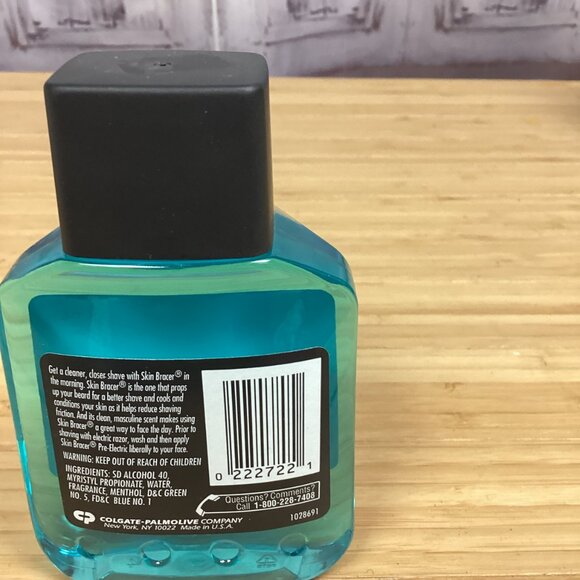 Get a cleaner, closer shave with Skin Bracer® in
the morning. Skin Bracer® is the one that props
up your beard for a better shave and cools and
conditions your skin as it helps reduce shaving
friction. And its clean, masculine scent makes using
Skin Bracer® a great way to face the day. Prior to
shaving with electric razor, wash and then apply
Skin Bracer® Pre-Electric liberally to your face.
WARNING: KEEP OUT OF REACH OF CHILDREN
INGREDIENTS: SD ALCOHOL 40,
MYRISTYL PROPIONATE, WATER,
FRAGRANCE, MENTHOL, D&C GREEN
NO. 5, FD&C BLUE NO. 1
0 222722 1
Questions? Comments?
Call 1-800-228-7408
CP COLGATE-PALMOLIVE COMPANY
New York, NY 10022 Made in U.S.A.
1028691